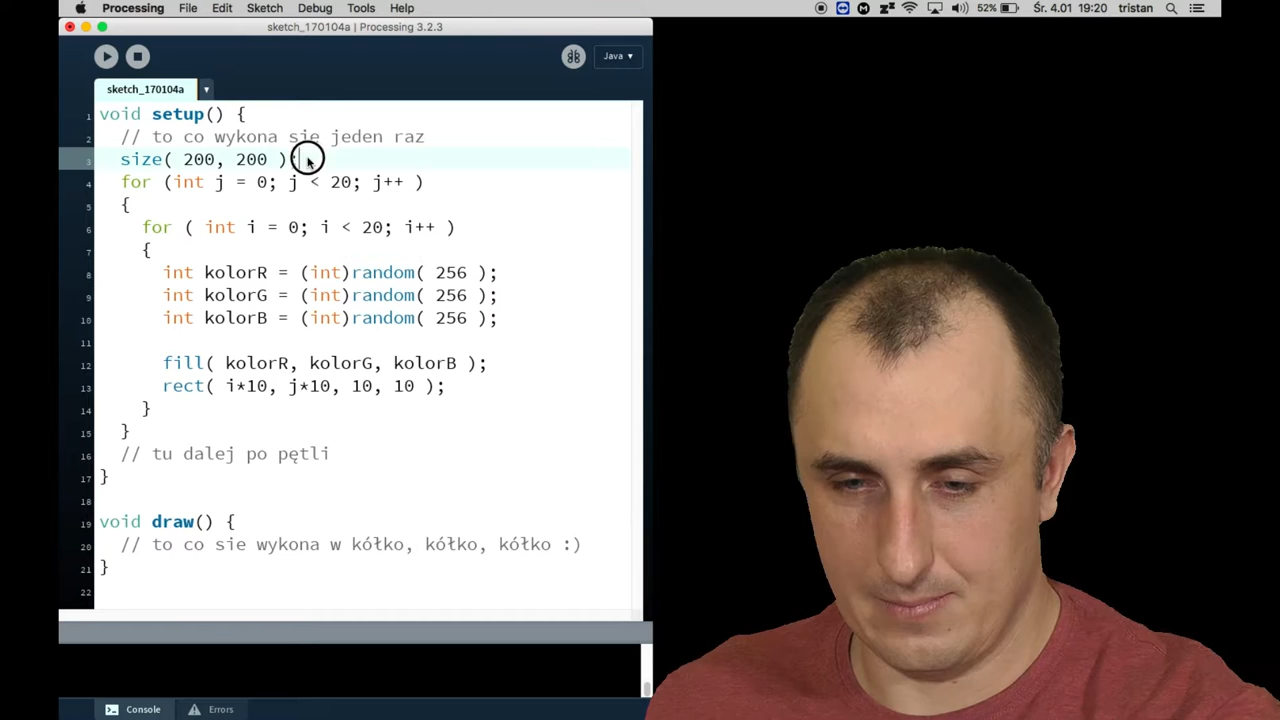 Processing File Edit Sketch Debug Tools Help 52% Śr. 4.01 19:20 tristan
sketch_170104a | Processing 3.2.3
Java ▾
sketch_170104a
1 void setup() {
2 // to co wykona się jeden raz
3 size( 200, 200 );
4 for (int j = 0; j < 20; j++ )
5 {
6 for ( int i = 0; i < 20; i++ )
7 {
8 int kolorR = (int)random( 256 );
9 int kolorG = (int)random( 256 );
10 int kolorB = (int)random( 256 );
11
12 fill( kolorR, kolorG, kolorB );
13 rect( i*10, j*10, 10, 10 );
14 }
15 }
16 // tu dalej po pętli
17 }
18
19 void draw() {
20 // to co sie wykona w kółko, kółko, kółko :)
21 }
22
Console Errors